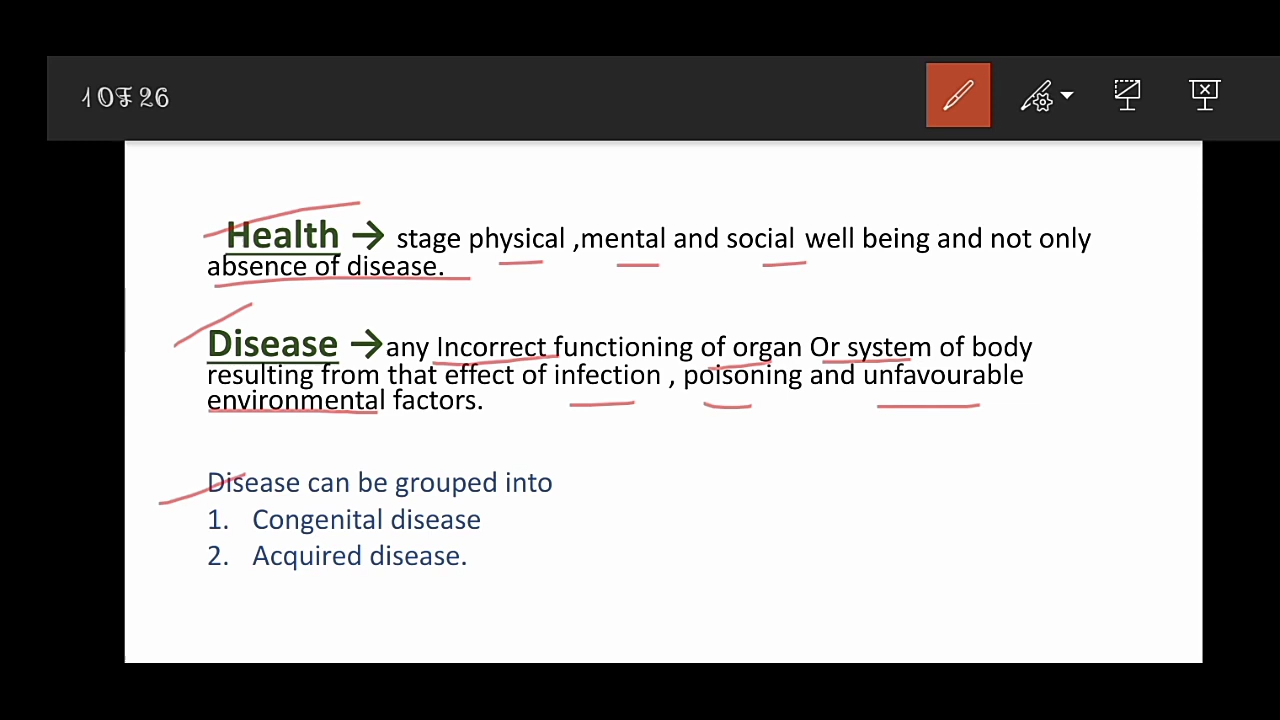 1 OF 26
Health → stage physical ,mental and social well being and not only
absence of disease.
Disease →any Incorrect functioning of organ Or system of body
resulting from that effect of infection , poisoning and unfavourable
environmental factors.
Disease can be grouped into
1. Congenital disease
2. Acquired disease.